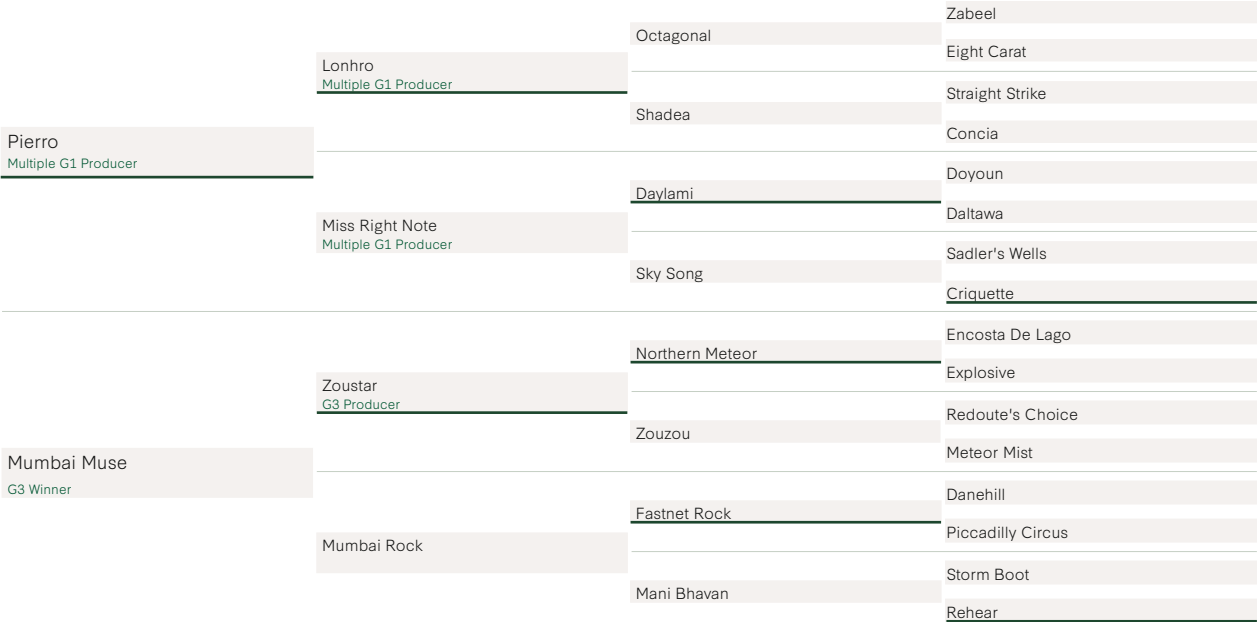 Pierro
Multiple G1 Producer
Mumbai Muse
G3 Winner
Lonhro
Multiple G1 Producer
Miss Right Note
Multiple G1 Producer
Zoustar
G3 Producer
Mumbai Rock
Octagonal
Shadea
Daylami
Sky Song
Northern Meteor
Zouzou
Fastnet Rock
Mani Bhavan
Zabeel
Eight Carat
Straight Strike
Concia
Doyoun
Daltawa
Sadler's Wells
Criquette
Encosta De Lago
Explosive
Redoute's Choice
Meteor Mist
Danehill
Piccadilly Circus
Storm Boot
Rehear